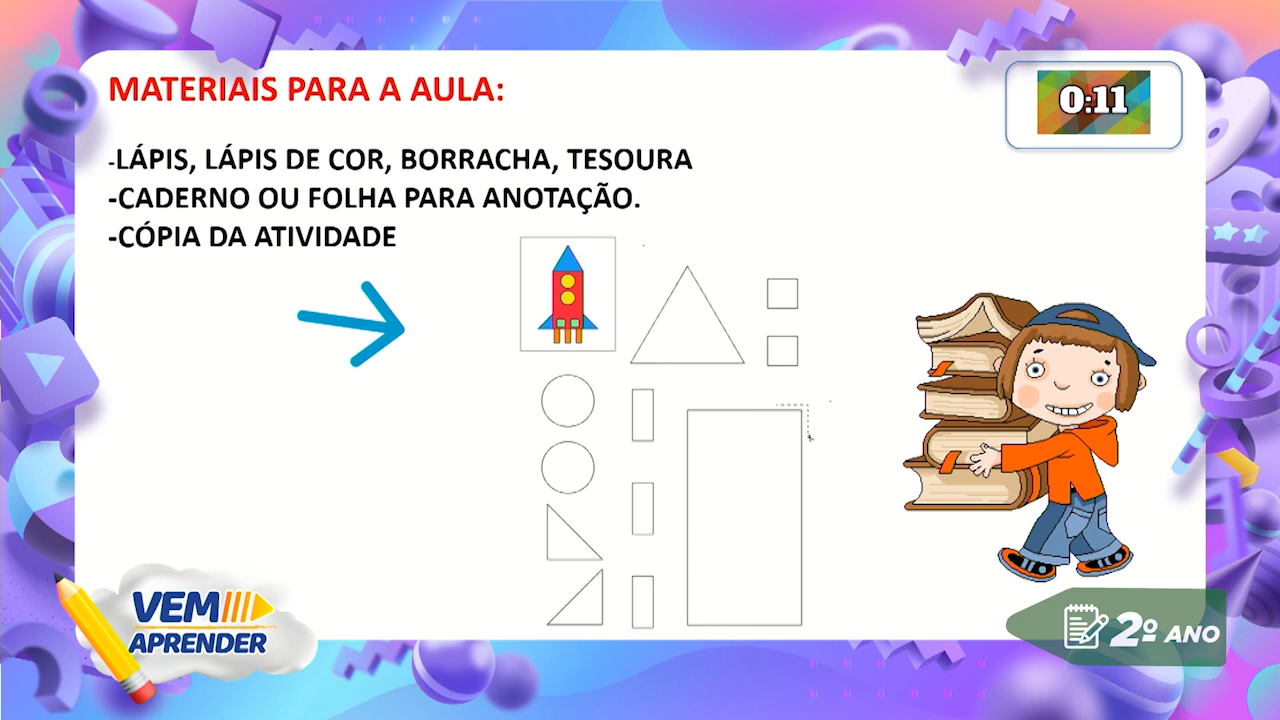 MATERIAIS PARA A AULA:
0:11
-LÁPIS, LÁPIS DE COR, BORRACHA, TESOURA
-CADERNO OU FOLHA PARA ANOTAÇÃO.
-CÓPIA DA ATIVIDADE
VEM
APRENDER
2º ANO